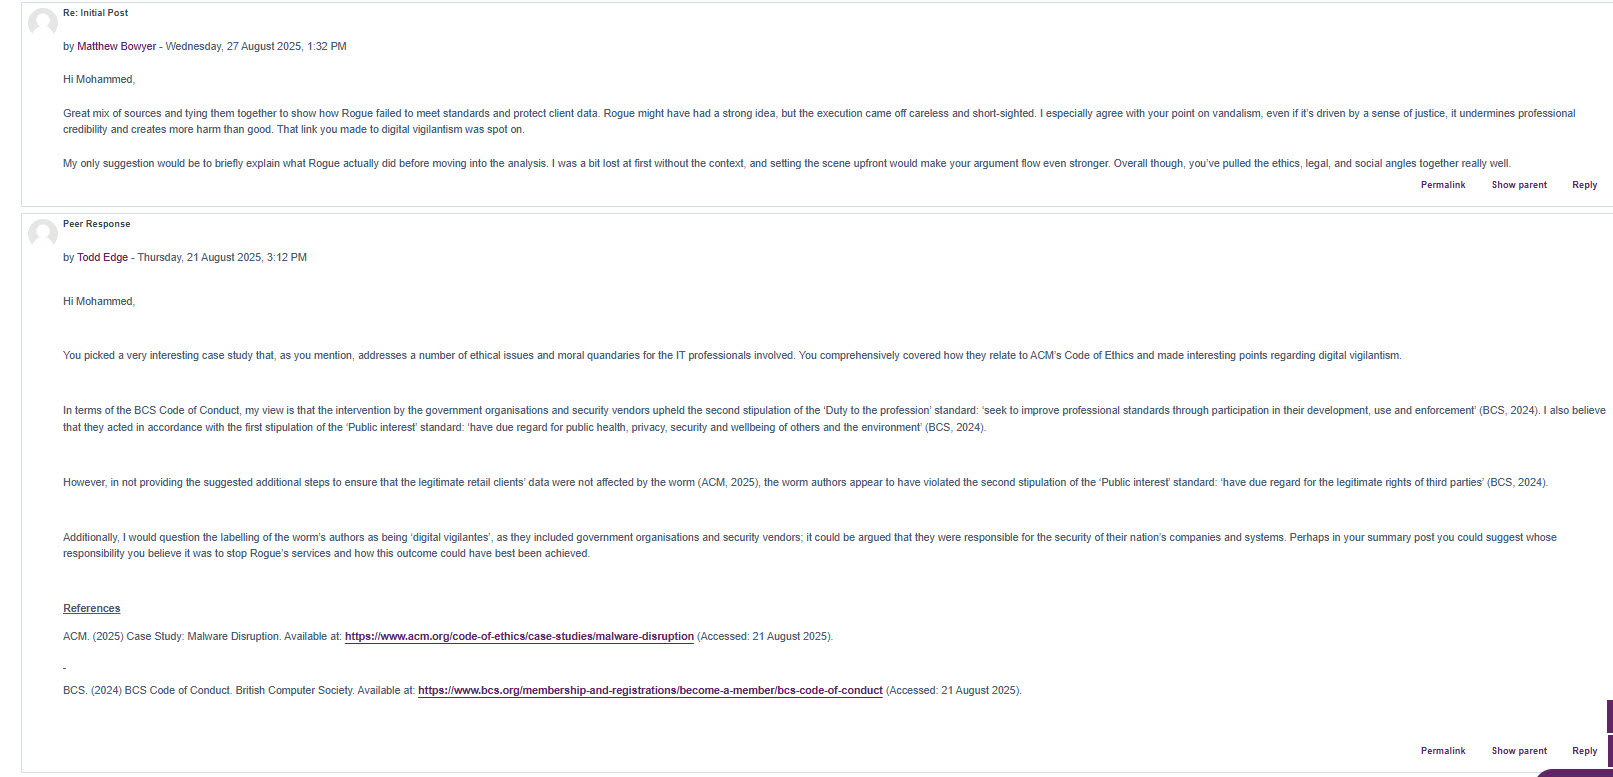 Re: Initial Post
by Matthew Bowyer - Wednesday, 27 August 2025, 1:32 PM
Hi Mohammed,
Great mix of sources and tying them together to show how Rogue failed to meet standards and protect client data. Rogue might have had a strong idea, but the execution came off careless and short-sighted. I especially agree with your point on vandalism, even if it's driven by a sense of justice, it undermines professional
credibility and creates more harm than good. That link you made to digital vigilantism was spot on.
My only suggestion would be to briefly explain what Rogue actually did before moving into the analysis. I was a bit lost at first without the context, and setting the scene upfront would make your argument flow even stronger. Overall though, you've pulled the ethics, legal, and social angles together really well.
Permalink Show parent Reply
Peer Response
by Todd Edge - Thursday, 21 August 2025, 3:12 PM
Hi Mohammed,
You picked a very interesting case study that, as you mention, addresses a number of ethical issues and moral quandaries for the IT professionals involved. You comprehensively covered how they relate to ACM's Code of Ethics and made interesting points regarding digital vigilantism.
In terms of the BCS Code of Conduct, my view is that the intervention by the government organisations and security vendors upheld the second stipulation of the 'Duty to the profession' standard: 'seek to improve professional standards through participation in their development, use and enforcement' (BCS, 2024). I also believe
that they acted in accordance with the first stipulation of the 'Public interest' standard: 'have due regard for public health, privacy, security and wellbeing of others and the environment' (BCS, 2024).
However, in not providing the suggested additional steps to ensure that the legitimate retail clients' data were not affected by the worm (ACM, 2025), the worm authors appear to have violated the second stipulation of the 'Public interest' standard: 'have due regard for the legitimate rights of third parties' (BCS, 2024).
Additionally, I would question the labelling of the worm's authors as being 'digital vigilantes', as they included government organisations and security vendors; it could be argued that they were responsible for the security of their nation's companies and systems. Perhaps in your summary post you could suggest whose
responsibility you believe it was to stop Rogue's services and how this outcome could have best been achieved.
References
ACM. (2025) Case Study: Malware Disruption. Available at: https://www.acm.org/code-of-ethics/case-studies/malware-disruption (Accessed: 21 August 2025).
BCS. (2024) BCS Code of Conduct. British Computer Society. Available at: https://www.bcs.org/membership-and-registrations/become-a-member/bcs-code-of-conduct (Accessed: 21 August 2025).
Permalink Show parent Reply